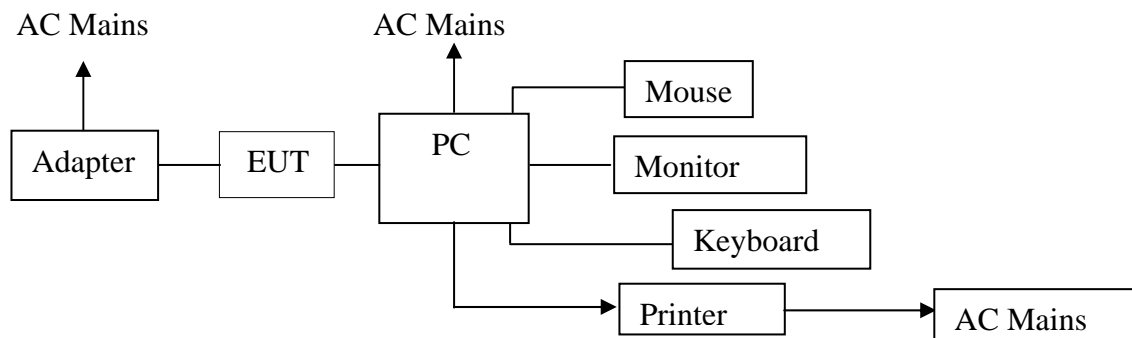 AC Mains
AC Mains
Mouse
PC
Adapter
EUT
Monitor
Keyboard
Printer
AC Mains